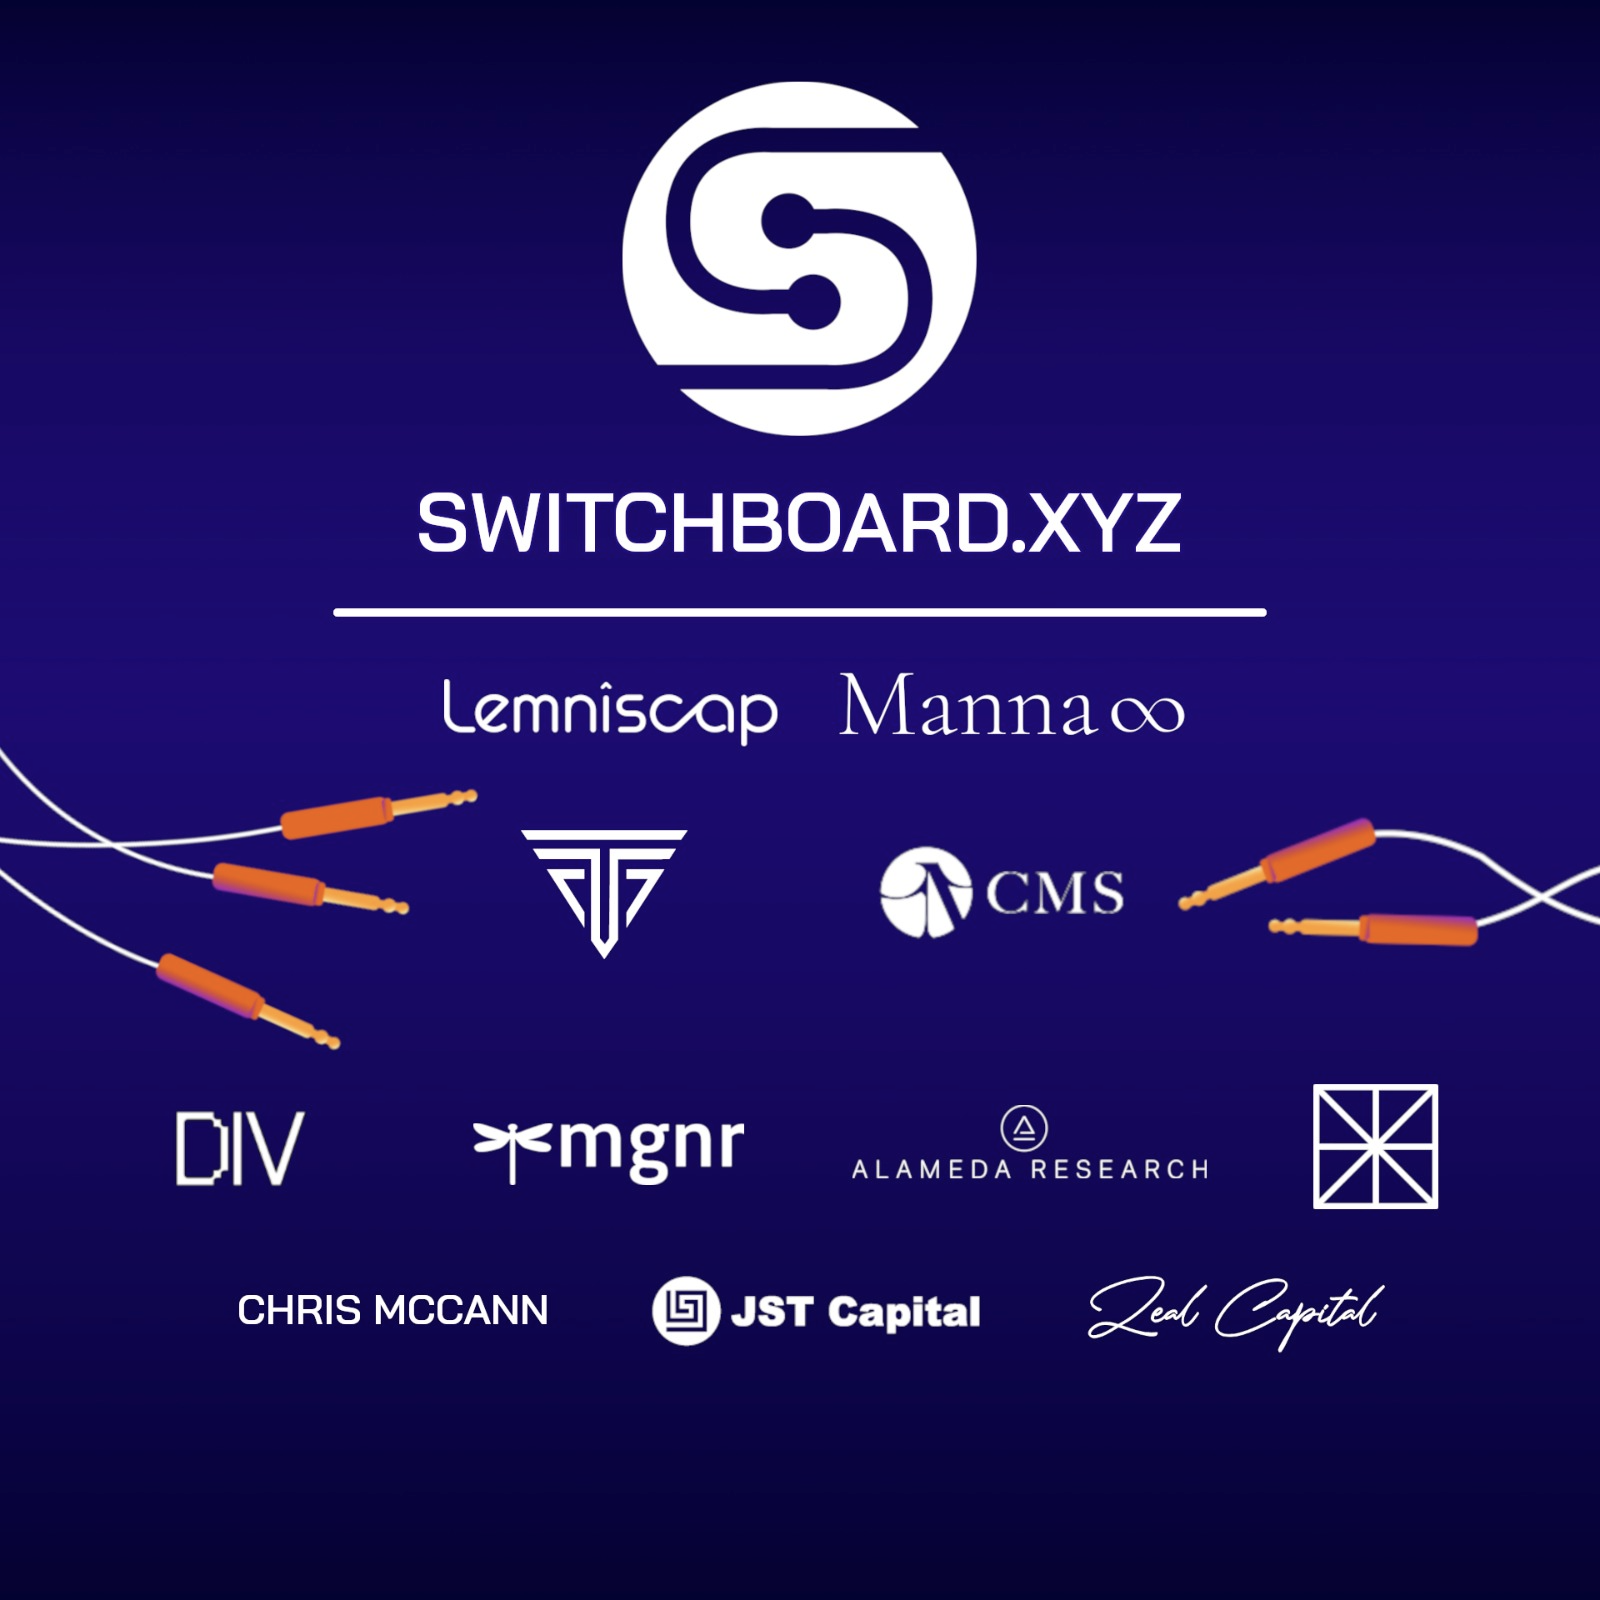 SWITCHBOARD.XYZ
Lemniscap Manna
CMS
DIV mgnr ALAMEDA RESEARCH
CHRIS MCCANN JST Capital Zeal Capital